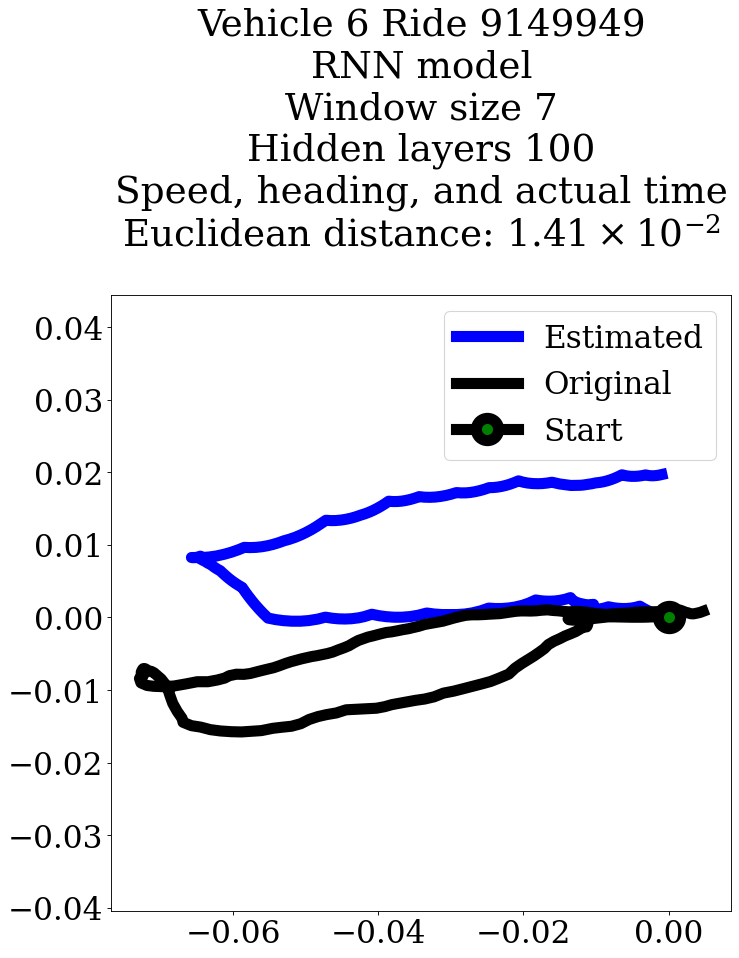 Vehicle 6 Ride 9149949
RNN model
Window size 7
Hidden layers 100
Speed, heading, and actual time
Euclidean distance: 1.41 × 10⁻²
Estimated
Original
Start
0.04
0.03
0.02
0.01
0.00
−0.01
−0.02
−0.03
−0.04
−0.06 −0.04 −0.02 0.00